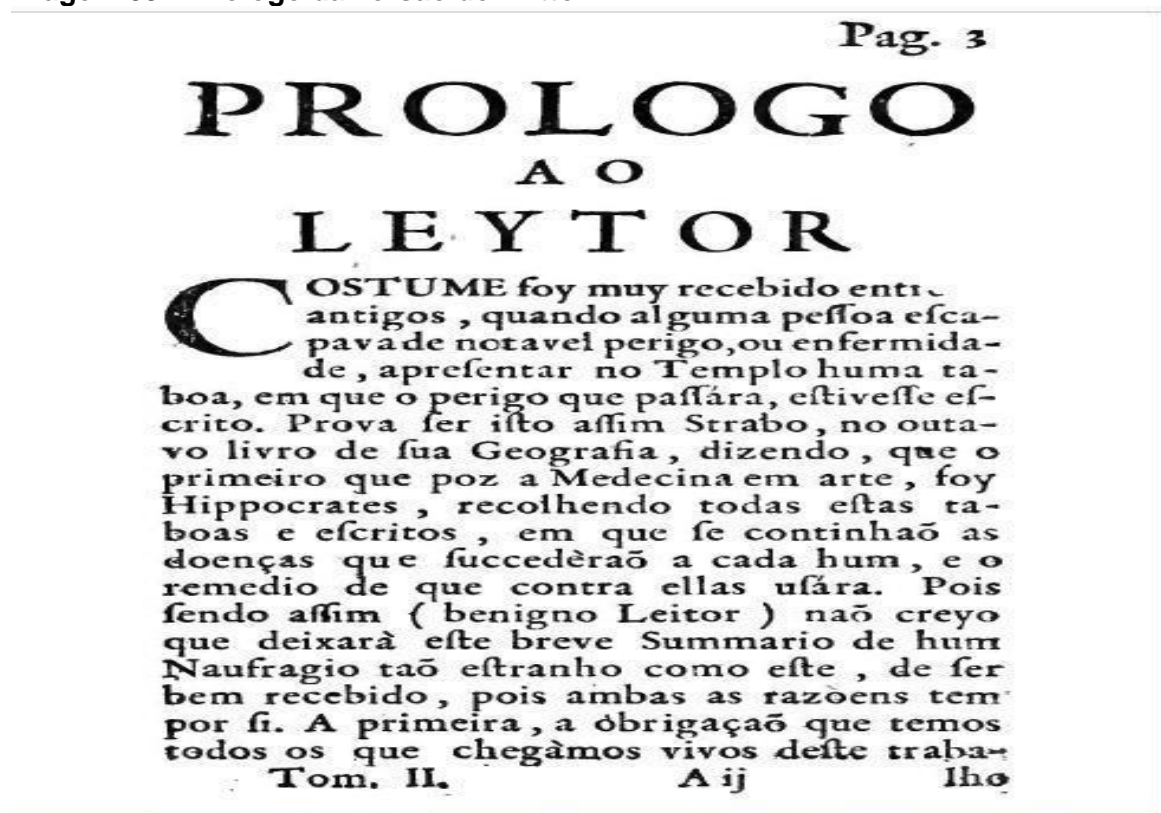 Pag. 3
PROLOGO
AO
LEYTOR
COSTUME foy muy recebido
antigos, quando alguma peſſoa eſca-
pava de notavel perigo, ou enfermida-
de, apreſentar no Templo huma ta-
boa, em que o perigo que paſſára, eſtiveſſe eſ-
crito. Prova ſer iſto aſſim Strabo, no outa-
vo livro de ſua Geografia, dizendo, que o
primeiro que poz a Medecina em arte, foy
Hippocrates, recolhendo todas eſtas ta-
boas e eſcritos, em que ſe continhaõ as
doenças que ſuccedèraõ a cada hum, e o
remedio de que contra ellas uſára. Pois
ſendo aſſim ( benigno Leitor ) naõ creyo
que deixarà eſte breve Summario de hum
Naufragio taõ eſtranho como eſte, de ſer
bem recebido, pois ambas as razòens tem
por ſi. A primeira, a òbrigaçaõ que temos
todos os que chegàmos vivos deſte traba-
Tom. II. A ij lho